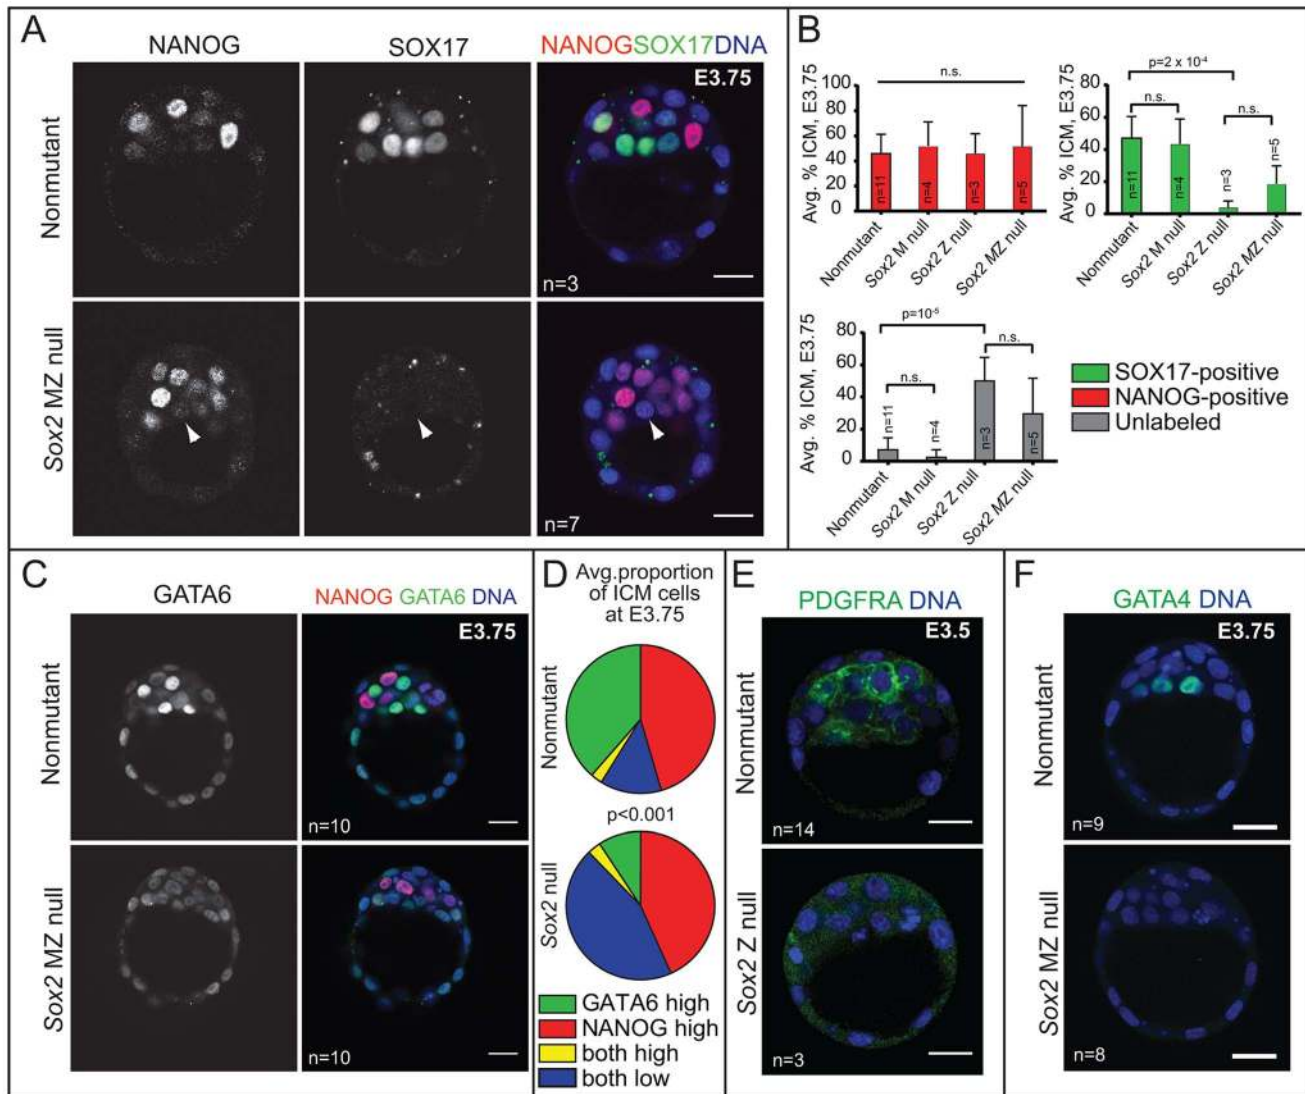 A
NANOG
SOX17
NANOGSOX17DNA
E3.75
Nonmutant
n=3
Sox2 MZ null
n=7
B
Avg. % ICM, E3.75
100
80
60
40
20
0
n.s.
n=11
n=4
n=3
n=5
Nonmutant
Sox2 M null
Sox2 Z null
Sox2 MZ null
Avg. % ICM, E3.75
80
60
40
20
0
p=2 x 10-4
n.s.
n.s.
n=11
n=4
n=3
n=5
Nonmutant
Sox2 M null
Sox2 Z null
Sox2 MZ null
Avg. % ICM, E3.75
80
60
40
20
0
p=10-5
n.s.
n.s.
n=11
n=4
n=3
n=5
Nonmutant
Sox2 M null
Sox2 Z null
Sox2 MZ null
SOX17-positive
NANOG-positive
Unlabeled
C
GATA6
NANOG GATA6 DNA
E3.75
Nonmutant
n=10
Sox2 MZ null
n=10
D
Avg.proportion
of ICM cells
at E3.75
Nonmutant
p<0.001
Sox2 null
GATA6 high
NANOG high
both high
both low
E
PDGFRA DNA
E3.5
Nonmutant
n=14
Sox2 Z null
n=3
F
GATA4 DNA
E3.75
Nonmutant
n=9
Sox2 MZ null
n=8